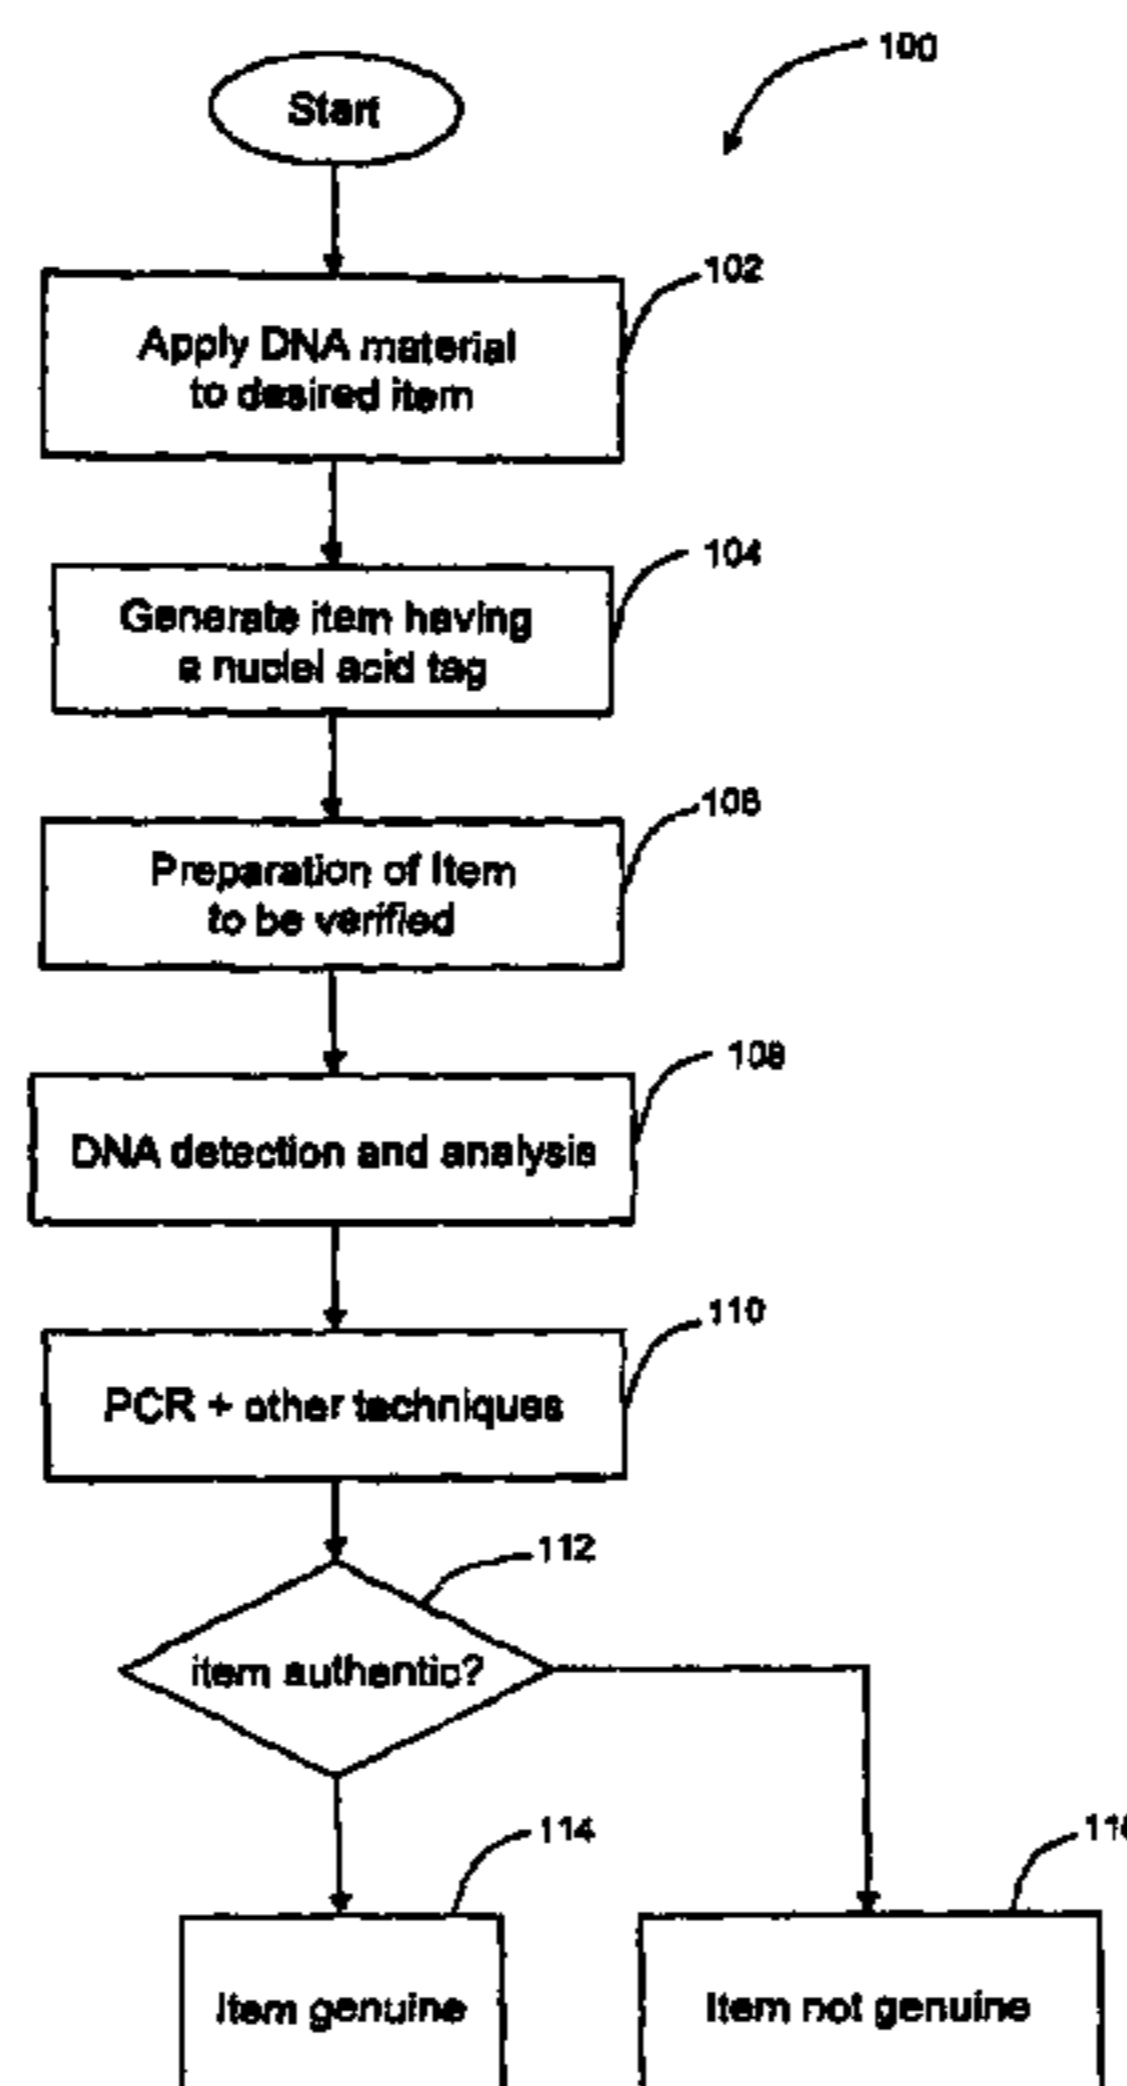 100
Start
102
Apply DNA material
to desired item
104
Generate item having
a nuclei acid tag
106
Preparation of Item
to be verified
108
DNA detection and analysis
110
PCR + other techniques
112
item authentic?
114
Item genuine
Item not genuine